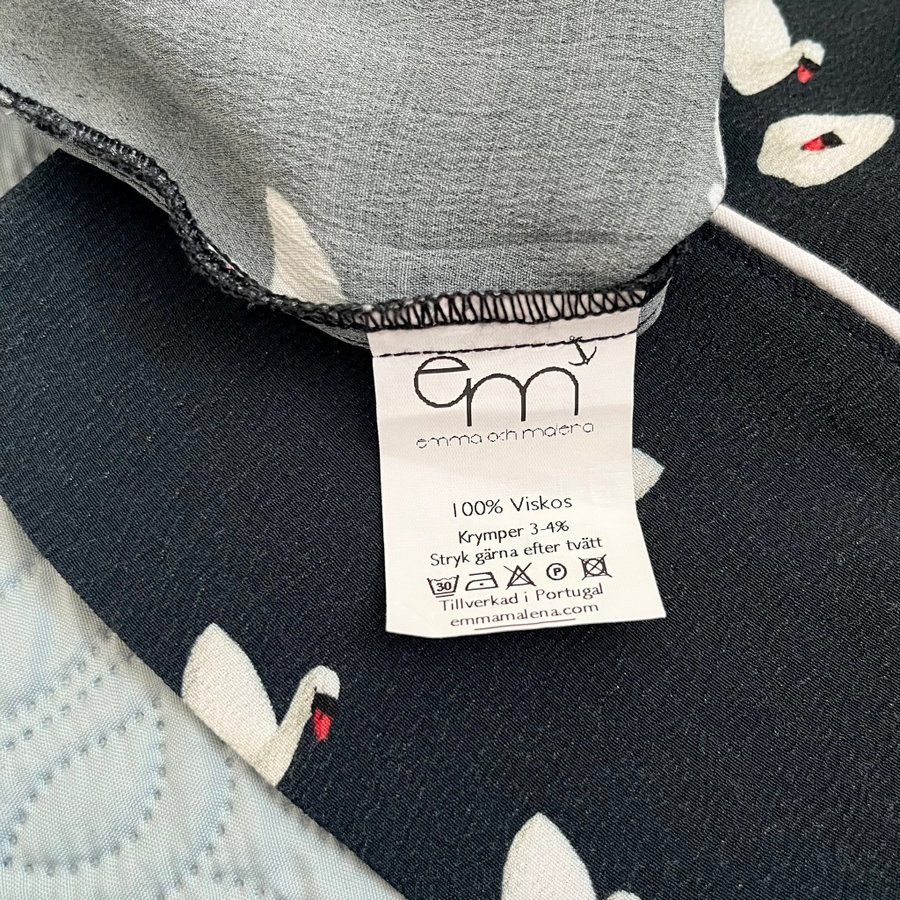 em
emma och malena
100% Viskos
Krymper 3-4%
Stryk gärna efter tvätt
30 P
Tillverkad i Portugal
emmamalena.com